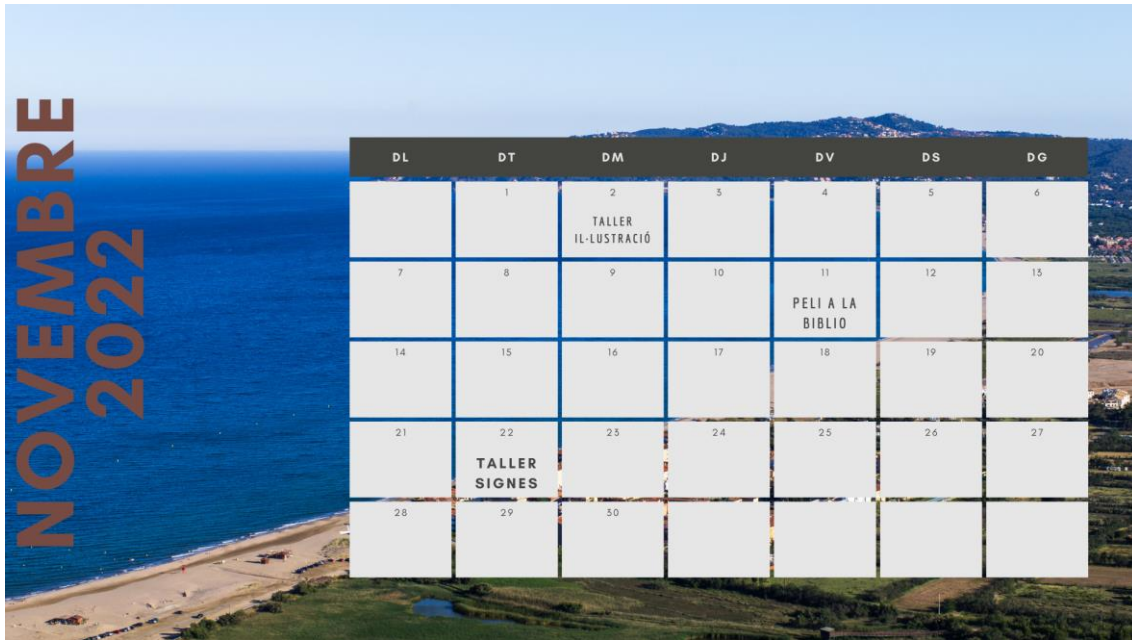 NOVEMBRE
2022
DL DT DM DJ DV DS DG
1 2 3 4 5 6
TALLER
IL·LUSTRACIÓ
7 8 9 10 11 12 13
PELI A LA
BIBLIO
14 15 16 17 18 19 20
21 22 23 24 25 26 27
TALLER
SIGNES
28 29 30